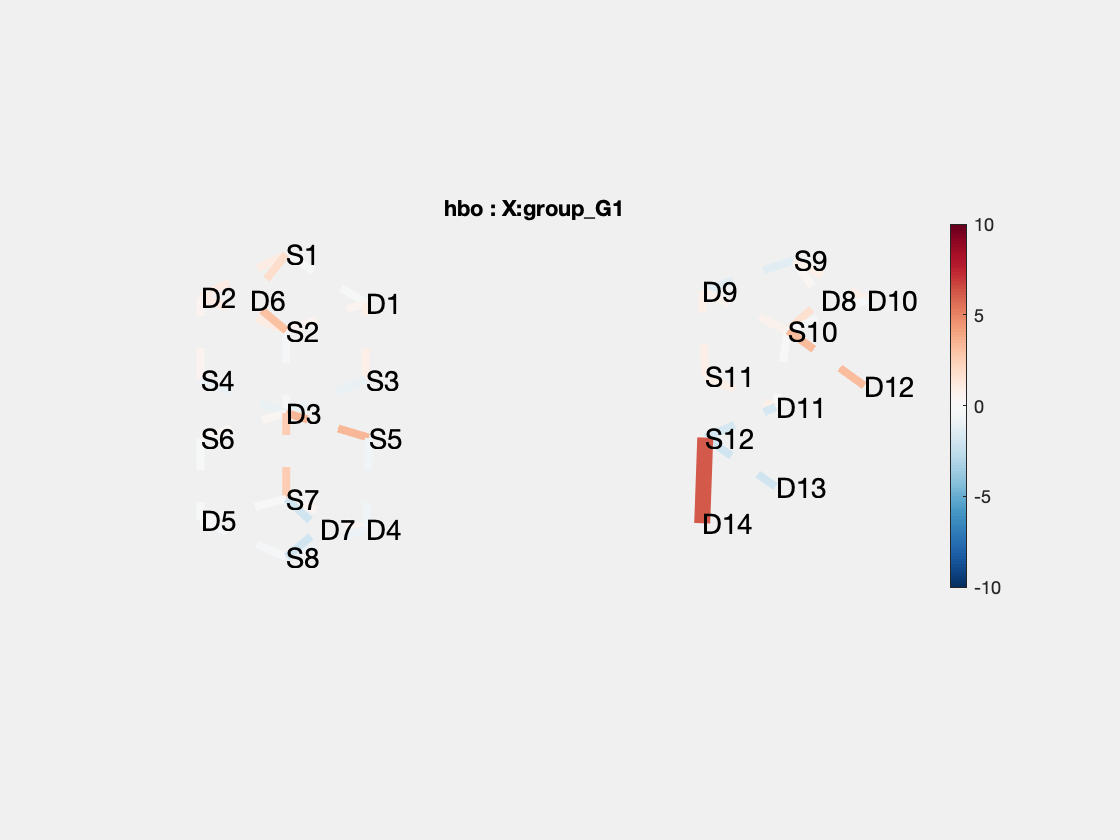 hbo : X:group_G1
S1
D2
D6
D1
S2
S4
S3
D3
S6
S5
S7
D5
D7
D4
S8
S9
D9
D8
D10
S10
S11
D12
D11
S12
D13
D14
10
5
0
-5
-10